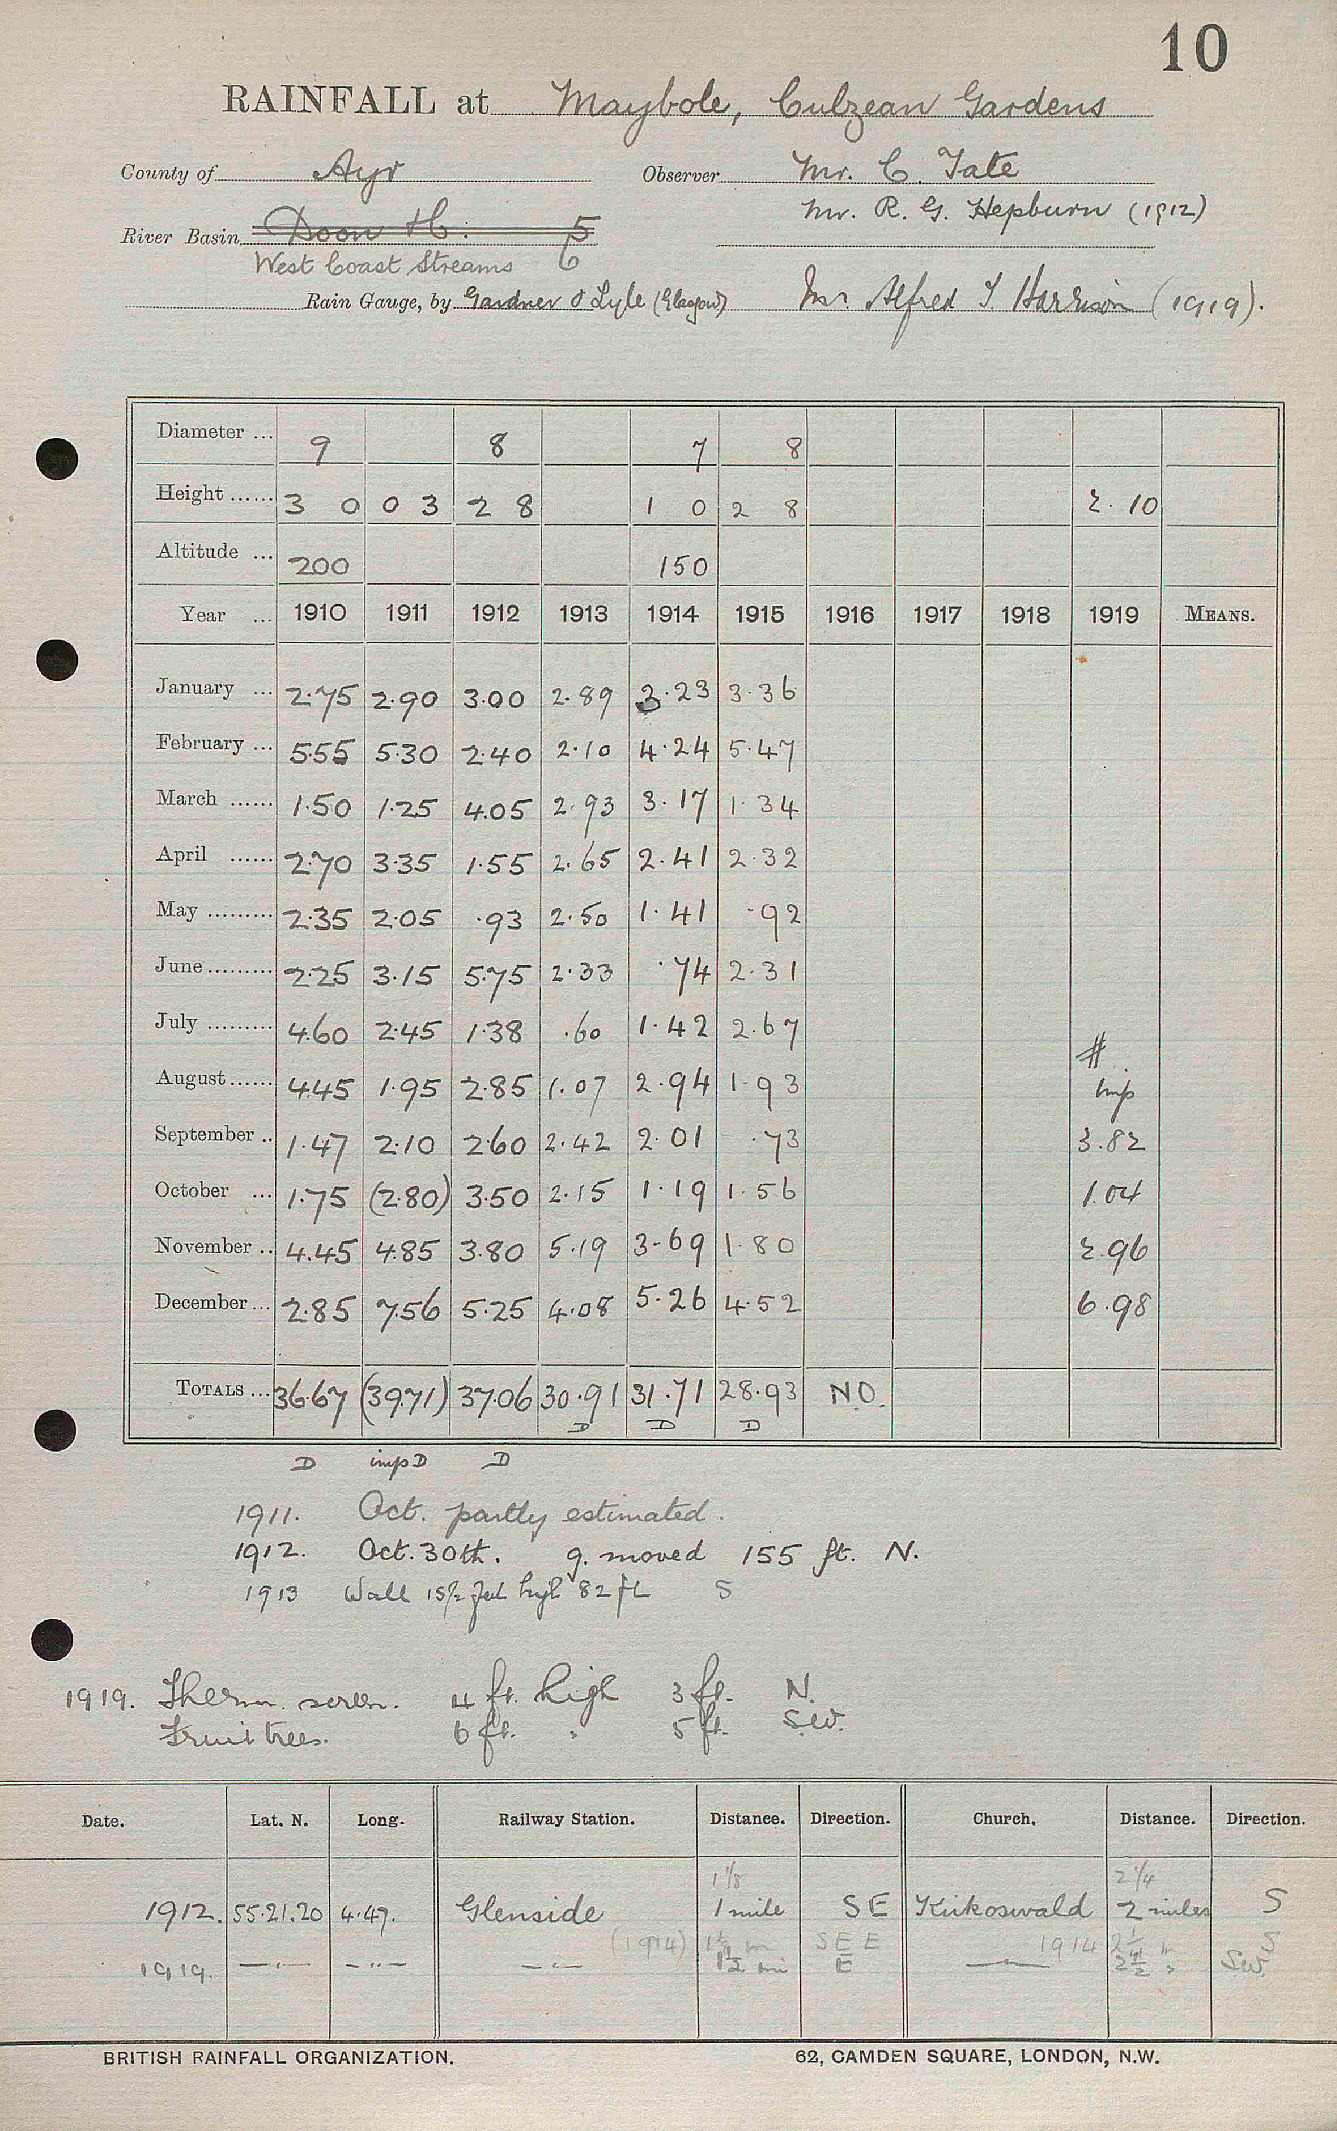 10
RAINFALL at Maybole, Culzean Gardens
County of Ayr Observer Mr. C. Tate
Mr. R. G. Hepburn (1912)
River Basin Doon &c: 5
West Coast Streams 6
Rain Gauge, by Gardner & Lyle (Glasgow) Mr. Alfred T. Harrison (1919).
Diameter ... 9 8 7 8
Height ...... 3 0 0 3 2 8 1 0 2 8 2. 10
Altitude ... 200 150
Year ... 1910 1911 1912 1913 1914 1915 1916 1917 1918 1919 MEANS.
January ... 2.75 2.90 3.00 2.89 3.23 3.36
February ... 5.55 5.30 2.40 2.10 4.24 5.47
March ...... 1.50 1.25 4.05 2.93 3.17 1.34
April ...... 2.70 3.35 1.55 2.65 2.41 2.32
May ......... 2.35 2.05 .93 2.50 1.41 .92
June ......... 2.25 3.15 5.75 2.33 .74 2.31
July ......... 4.60 2.45 1.38 .60 1.42 2.67
#
August ...... 4.45 1.95 2.85 1.07 2.94 1.93 Imp
September .. 1.47 2.10 2.60 2.42 2.01 .73 3.82
October ... 1.75 (2.80) 3.50 2.15 1.19 1.56 1.04
November .. 4.45 4.85 3.80 5.19 3.69 1.80 2.96
December ... 2.85 7.56 5.25 4.08 5.26 4.52 6.98
TOTALS ... 36.67 (39.71) 37.06 30.91 31.71 28.93 N.O.
D D D
D imp D D
1911. Oct. partly estimated.
1912. Oct. 30th. g. moved 155 ft. N.
1913 Wall 15½ feet high 82 ft S
1919. Therm. screen. 4 ft. high 3 ft. N.
Fruit trees. 6 ft. " 5 ft. S.W.
Date. Lat. N. Long. Railway Station. Distance. Direction. Church. Distance. Direction.
1⅛ 2¼
1912. 55.21.20 4.47. Glenside 1 mile SE Kirkoswald 2 miles S
(1914) SEE 1914 S
1919. — " — — " — — " — 1½ mi E — " — 2½ " SW.
BRITISH RAINFALL ORGANIZATION. 62, CAMDEN SQUARE, LONDON, N.W.